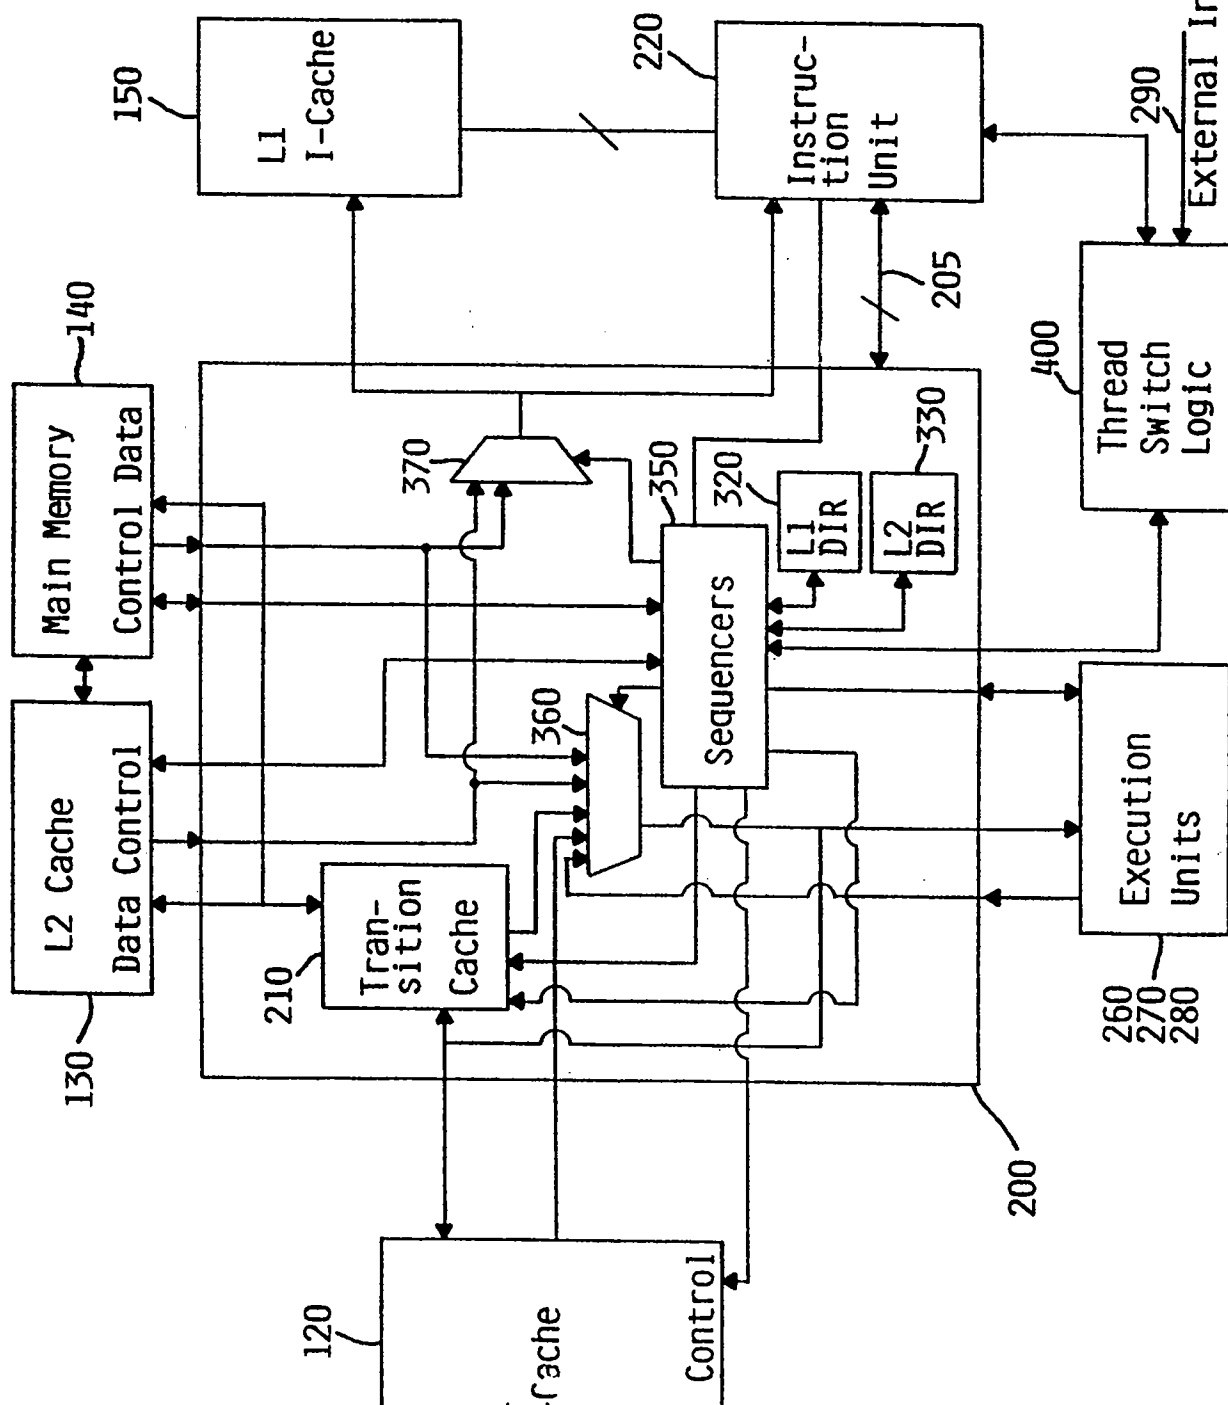 150
L1
I-Cache
220
Instruc-
tion
Unit
290
External
140
Main Memory
Control Data
205
400
Thread
Switch
Logic
370
350
320
L1
DIR
330
L2
DIR
Sequencers
360
130
L2 Cache
Data Control
210
Tran-
sition
Cache
Execution
Units
260
270
280
200
120
Cache
Control